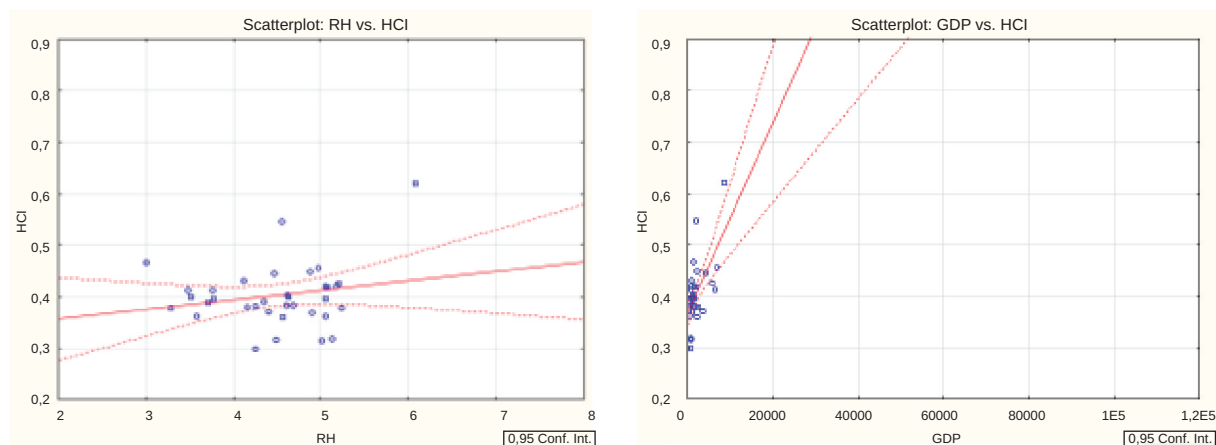 Scatterplot: RH vs. HCI
0,9
0,8
0,7
0,6
0,5
0,4
0,3
0,2
HCI
2 3 4 5 6 7 8
RH
0,95 Conf. Int.
Scatterplot: GDP vs. HCI
0,9
0,8
0,7
0,6
0,5
0,4
0,3
0,2
HCI
0 20000 40000 60000 80000 1E5 1,2E5
GDP
0,95 Conf. Int.